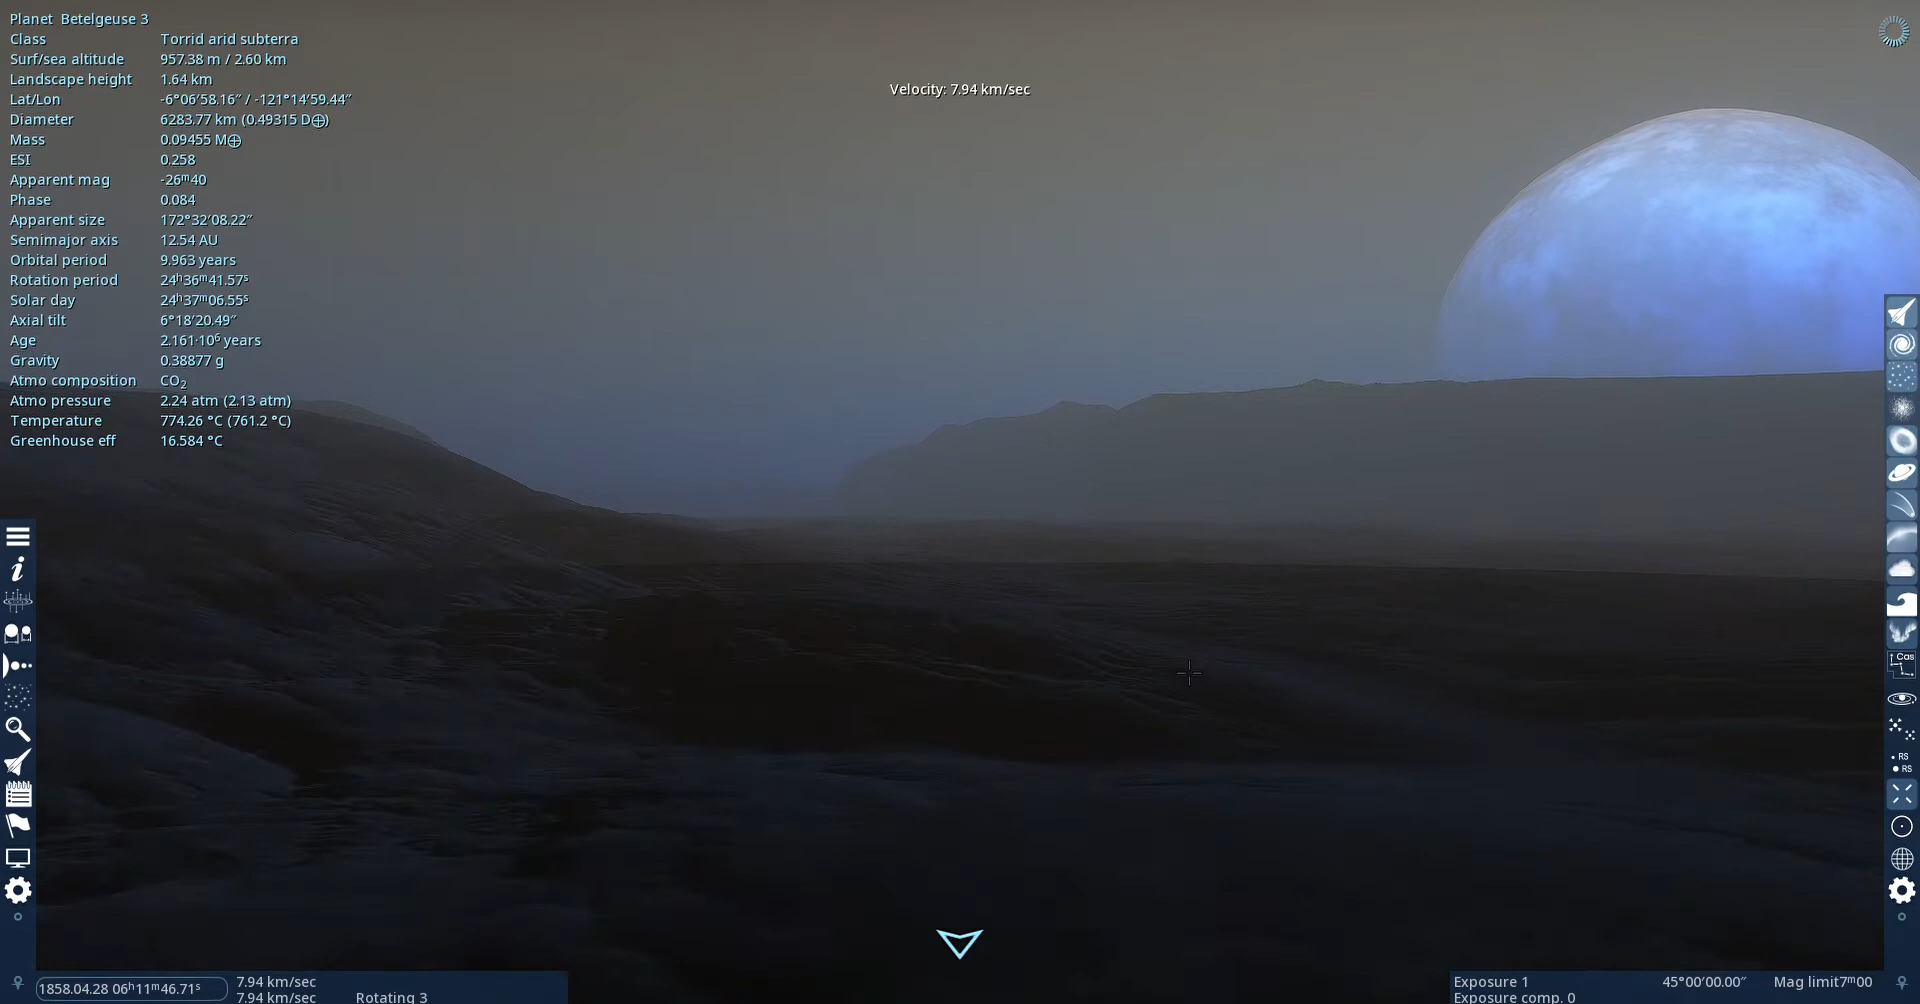 Planet Betelgeuse 3
Class Torrid arid subterra
Surf/sea altitude 957.38 m / 2.60 km
Landscape height 1.64 km
Lat/Lon -6°06′58.16″ / -121°14′59.44″
Diameter 6283.77 km (0.49315 D⊕)
Mass 0.09455 M⊕
ESI 0.258
Apparent mag -26ᵐ40
Phase 0.084
Apparent size 172°32′08.22″
Semimajor axis 12.54 AU
Orbital period 9.963 years
Rotation period 24ʰ36ᵐ41.57ˢ
Solar day 24ʰ37ᵐ06.55ˢ
Axial tilt 6°18′20.49″
Age 2.161·10⁶ years
Gravity 0.38877 g
Atmo composition CO₂
Atmo pressure 2.24 atm (2.13 atm)
Temperature 774.26 °C (761.2 °C)
Greenhouse eff 16.584 °C
Velocity: 7.94 km/sec
Cas
RS
RS
1858.04.28 06ʰ11ᵐ46.71ˢ
7.94 km/sec
7.94 km/sec Rotating 3
Exposure 1 45°00′00.00″ Mag limit7ᵐ00
Exposure comp. 0